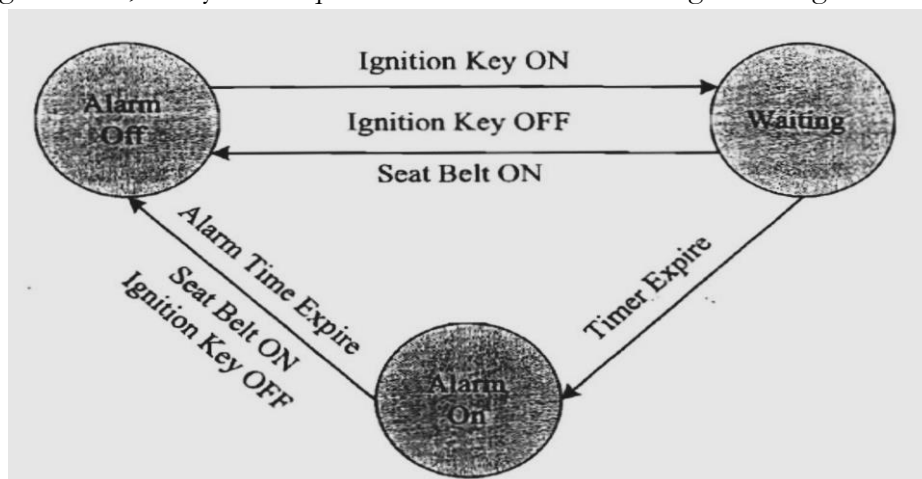 Ignition Key ON
Alarm
Off
Ignition Key OFF
Waiting
Seat Belt ON
Alarm Time Expire
Seat Belt ON
Ignition Key OFF
Timer Expire
Alarm
On